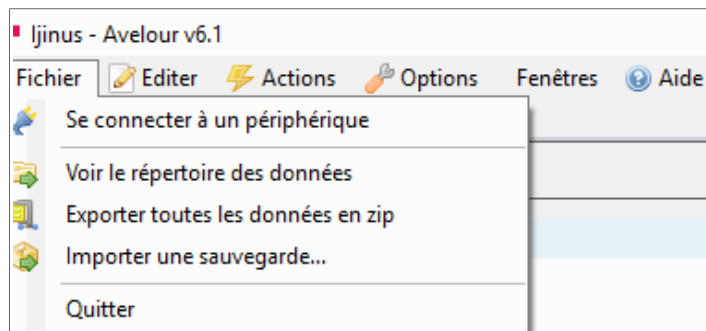 Ijinus - Avelour v6.1
Fichier Editer Actions Options Fenêtres Aide
Se connecter à un périphérique
Voir le répertoire des données
Exporter toutes les données en zip
Importer une sauvegarde...
Quitter